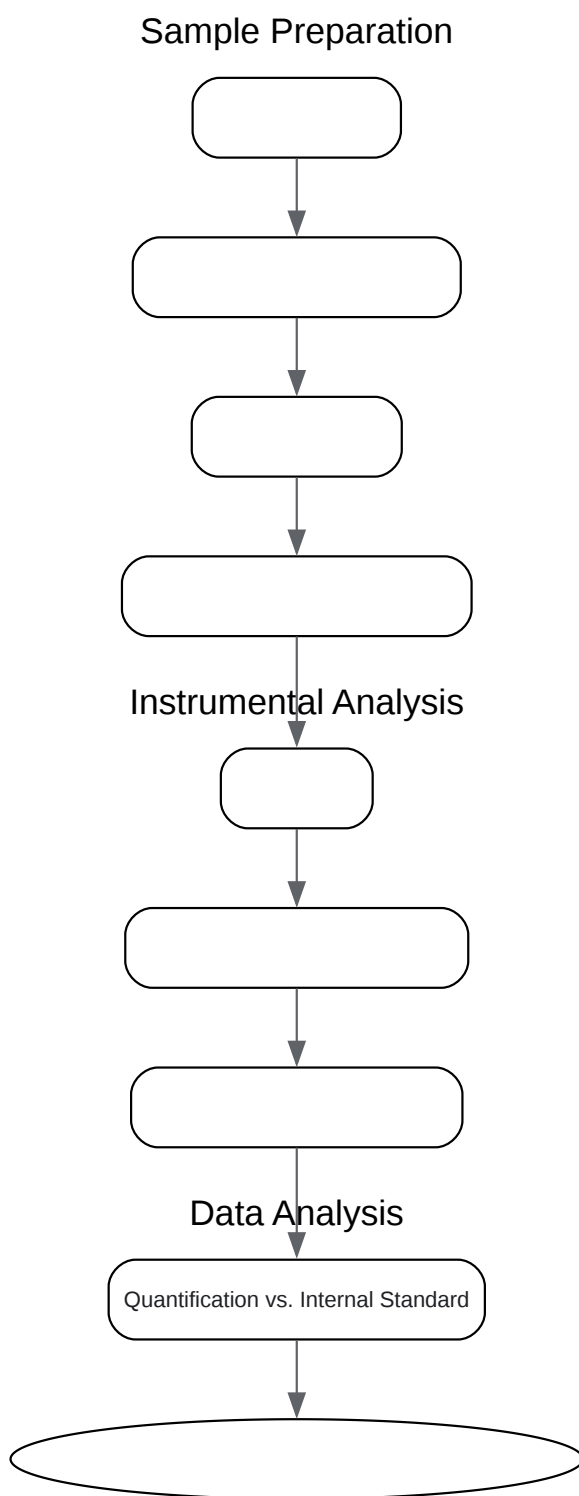 Sample Preparation
Instrumental Analysis
Data Analysis
Quantification vs. Internal Standard